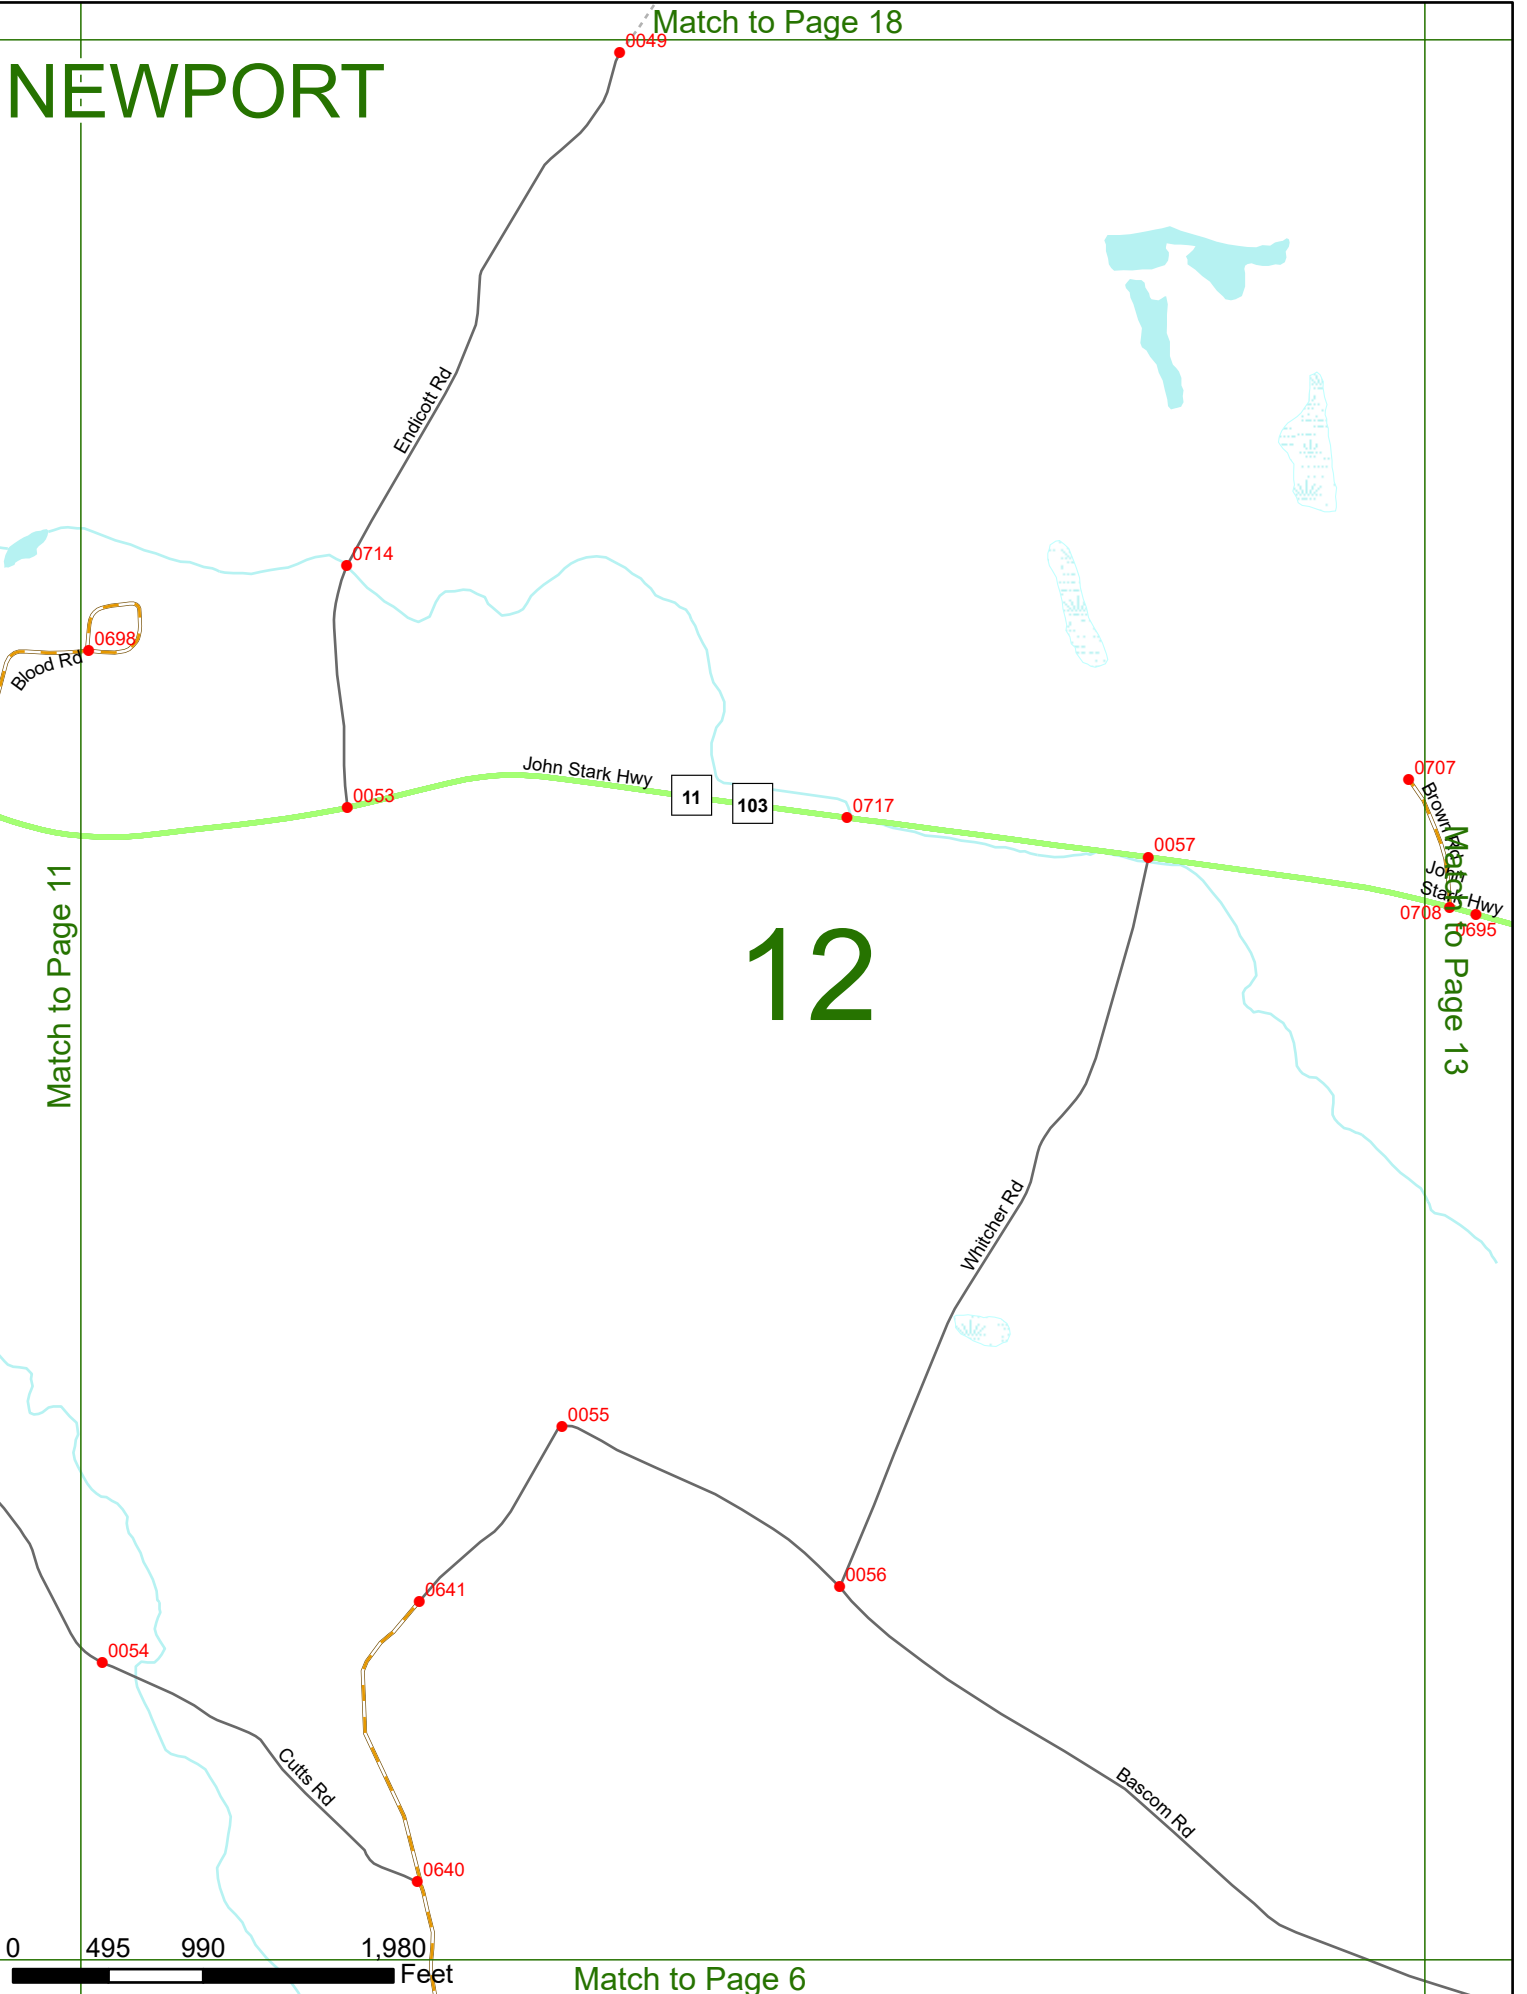 Match to Page 18
0049
NEWPORT
Endicott Rd
0714
0698
Blood Rd
John Stark Hwy
11
103
0053
0717
0057
0707
Brown Rd
John
Stark Hwy
0708
0695
Match to Page 11
12
Match to Page 13
Whitcher Rd
0055
0056
0641
0054
Cutts Rd
Bascom Rd
0640
0 495 990 1,980
Feet
Match to Page 6